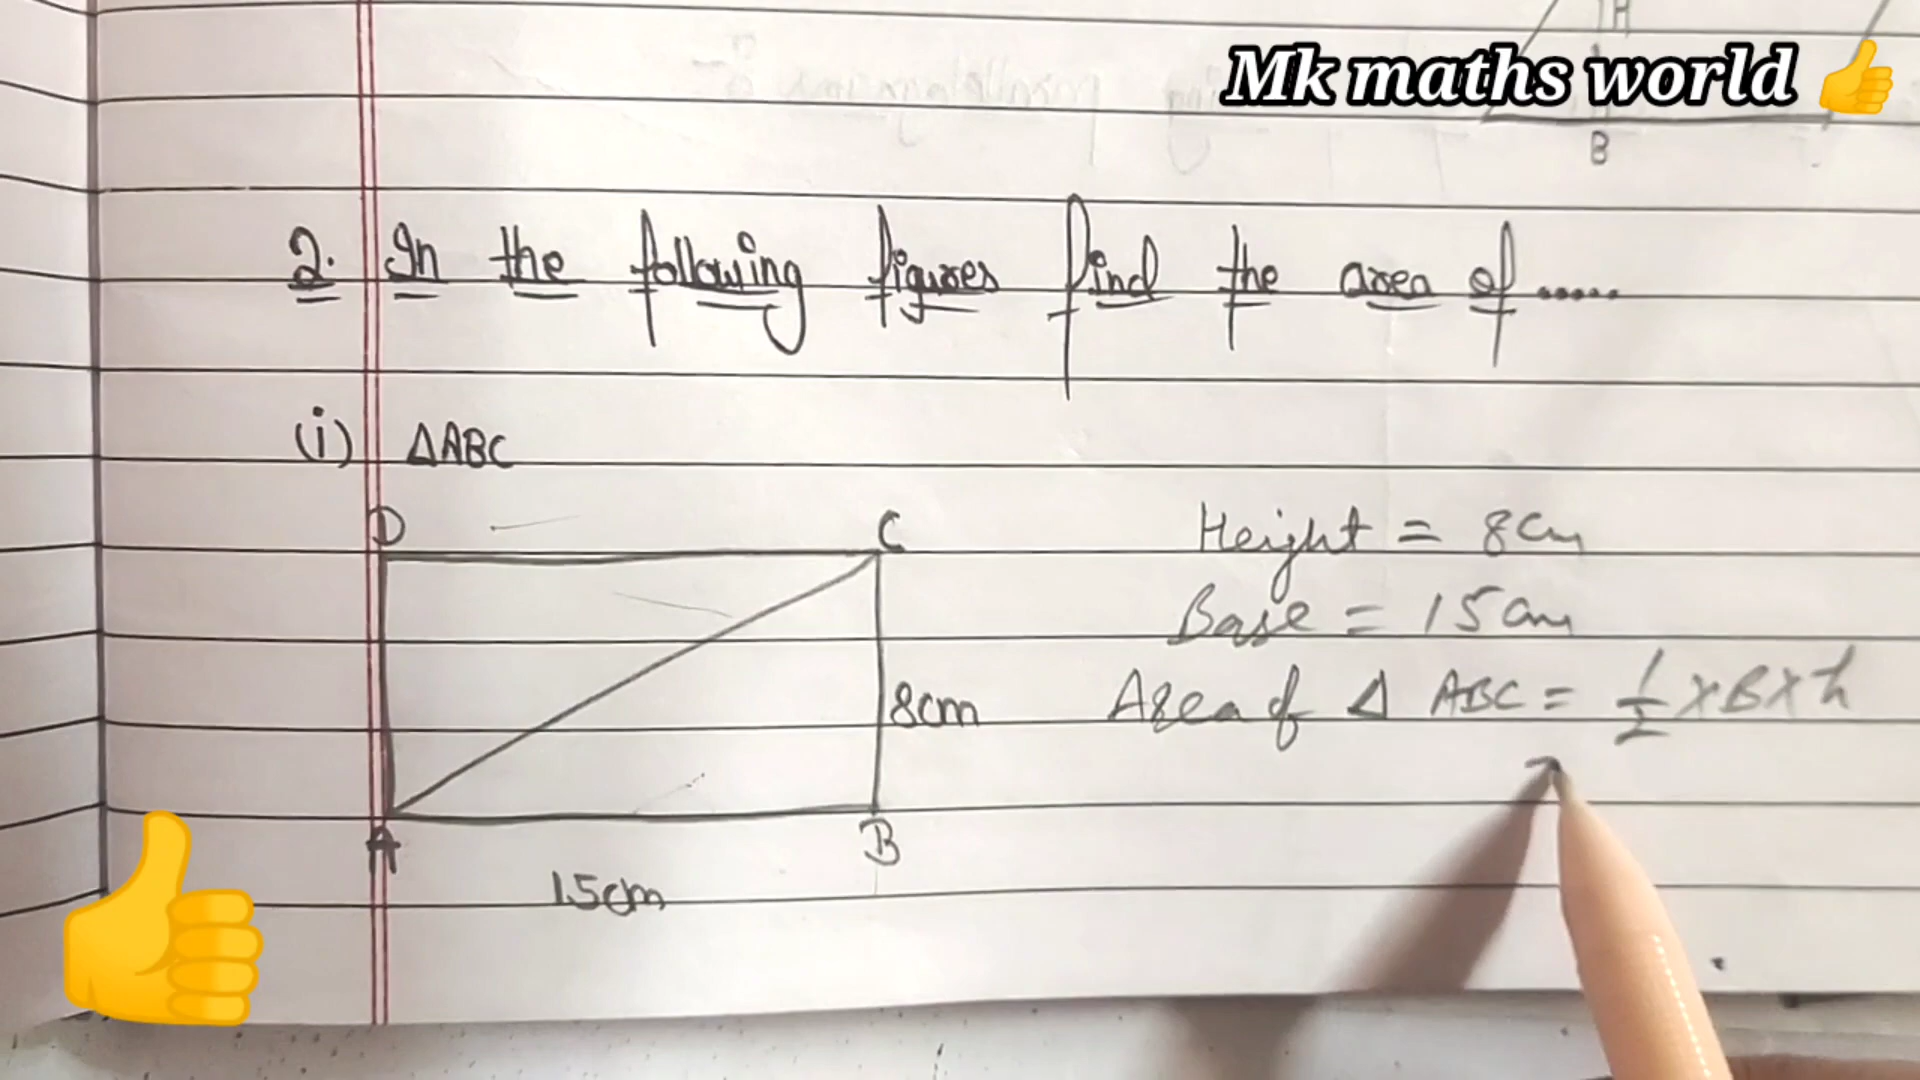 H
Mk maths world
B
2. In the following figures find the area of.....
(i) ΔABC
D
C
Height = 8cm
Base = 15cm
8cm
Area of Δ ABC = 1/2 × B × h
A
B
15cm